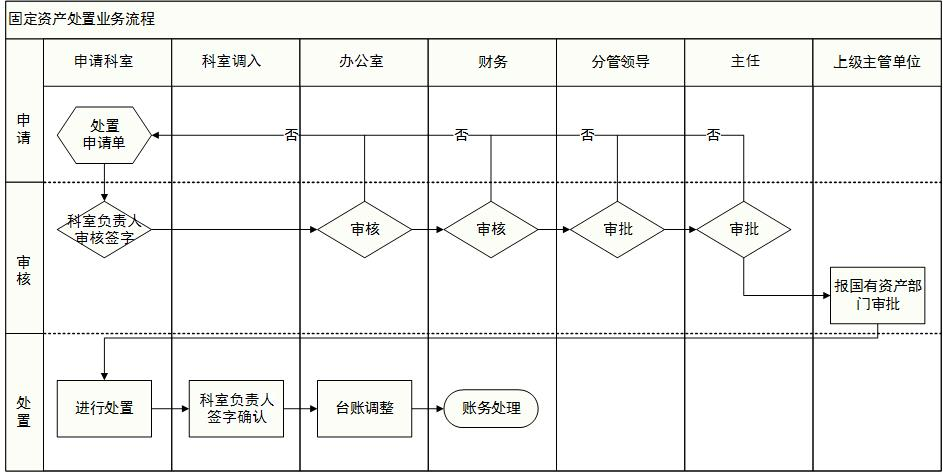 固定资产处置业务流程
申请科室
科室调入
办公室
财务
分管领导
主任
上级主管单位
申
请
处置
申请单
否
否
否
否
审
核
科室负责人
审核签字
审核
审核
审批
审批
报国有资产部
门审批
处
置
进行处置
科室负责人
签字确认
台账调整
账务处理